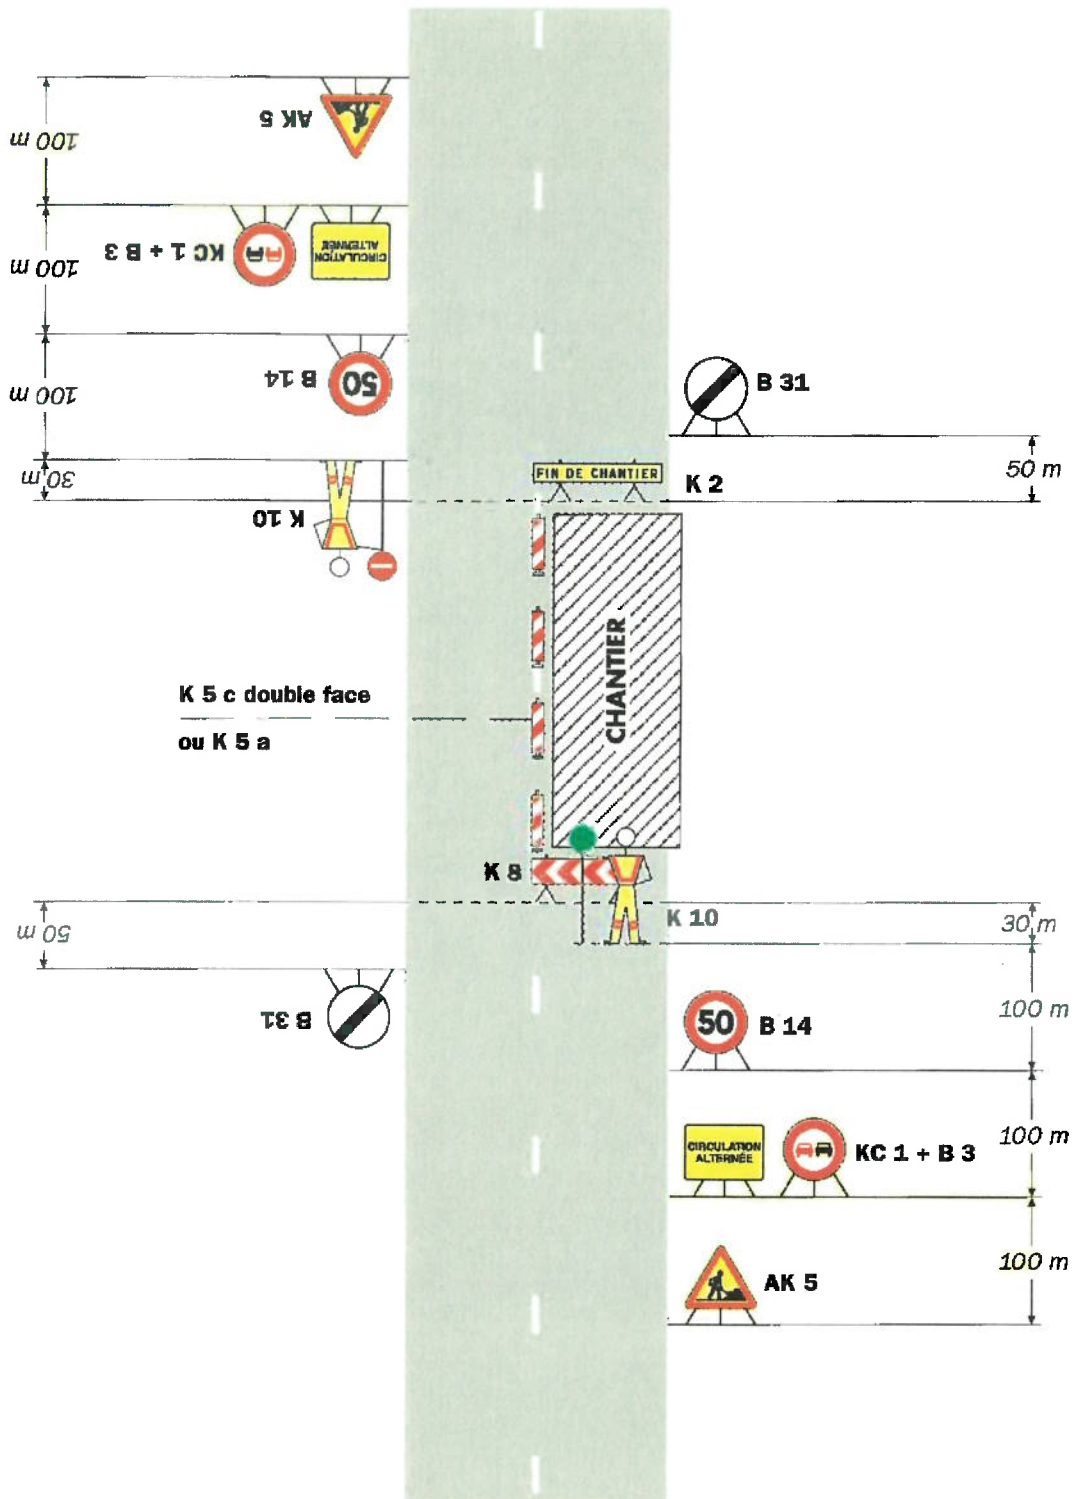 AK 5
100 m
KC 1 + B 3
CIRCULATION
ALTERNÉE
100 m
B 14
50
100 m
30 m
K 10
B 31
50 m
FIN DE CHANTIER
K 2
CHANTIER
K 5 c double face
ou K 5 a
K 8
K 10
30 m
50 m
B 31
50
B 14
100 m
CIRCULATION
ALTERNÉE
KC 1 + B 3
100 m
AK 5
100 m